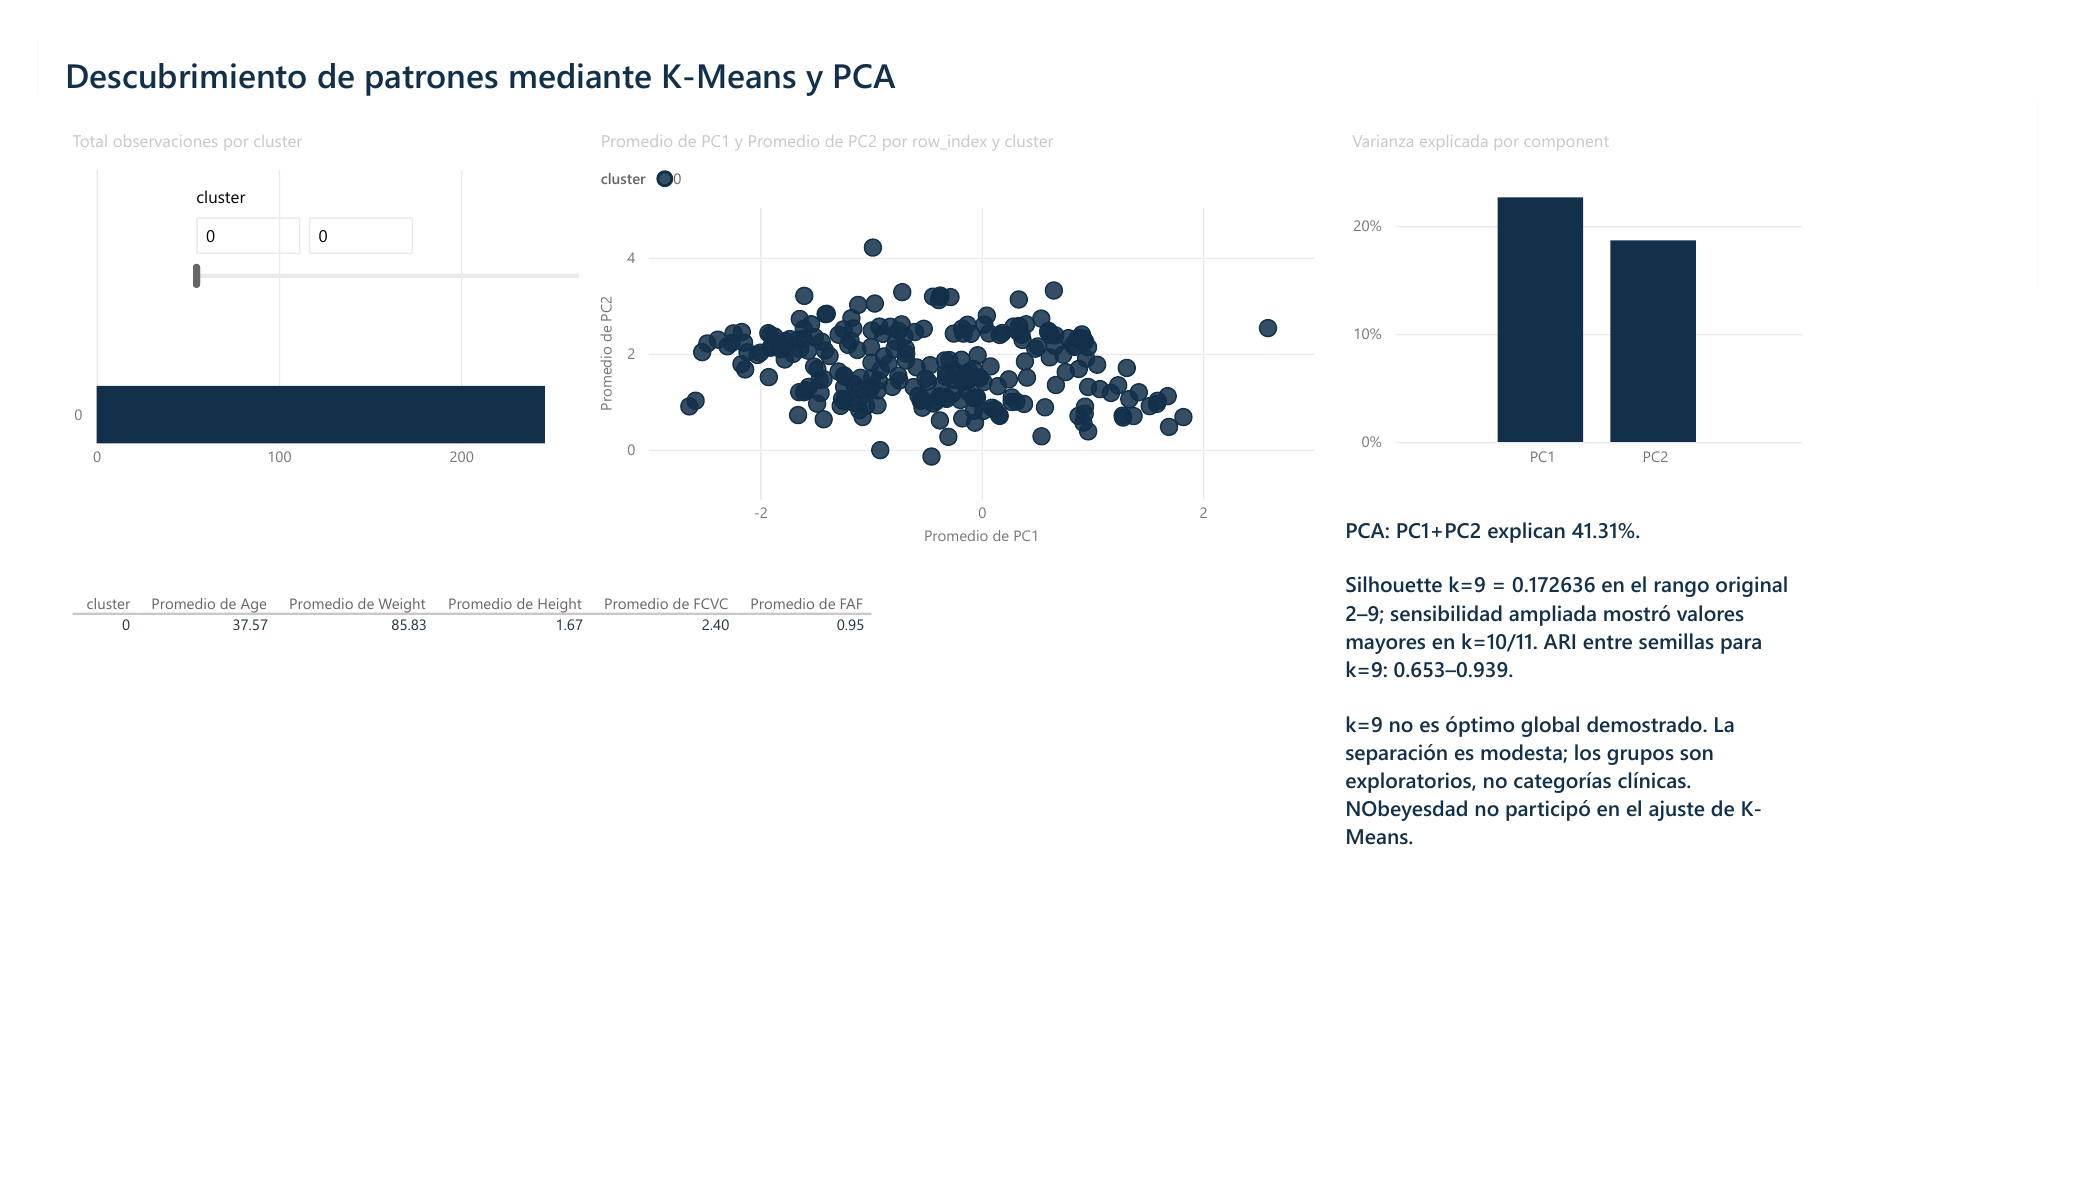 Descubrimiento de patrones mediante K-Means y PCA
Total observaciones por cluster
cluster
0 0
0
0 100 200
Promedio de PC1 y Promedio de PC2 por row_index y cluster
cluster 0
Promedio de PC2
4
2
0
-2 0 2
Promedio de PC1
Varianza explicada por component
20%
10%
0%
PC1 PC2
cluster Promedio de Age Promedio de Weight Promedio de Height Promedio de FCVC Promedio de FAF
0 37.57 85.83 1.67 2.40 0.95
PCA: PC1+PC2 explican 41.31%.
Silhouette k=9 = 0.172636 en el rango original
2–9; sensibilidad ampliada mostró valores
mayores en k=10/11. ARI entre semillas para
k=9: 0.653–0.939.
k=9 no es óptimo global demostrado. La
separación es modesta; los grupos son
exploratorios, no categorías clínicas.
NObeyesdad no participó en el ajuste de K-
Means.